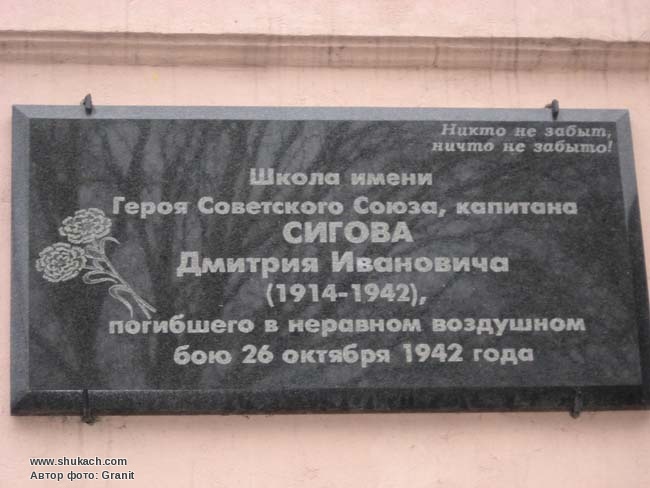 Никто не забыт,
ничто не забыто!
Школа имени
Героя Советского Союза, капитана
СИГОВА
Дмитрия Ивановича
(1914-1942),
погибшего в неравном воздушном
бою 26 октября 1942 года
www.shukach.com
Автор фото: Granit